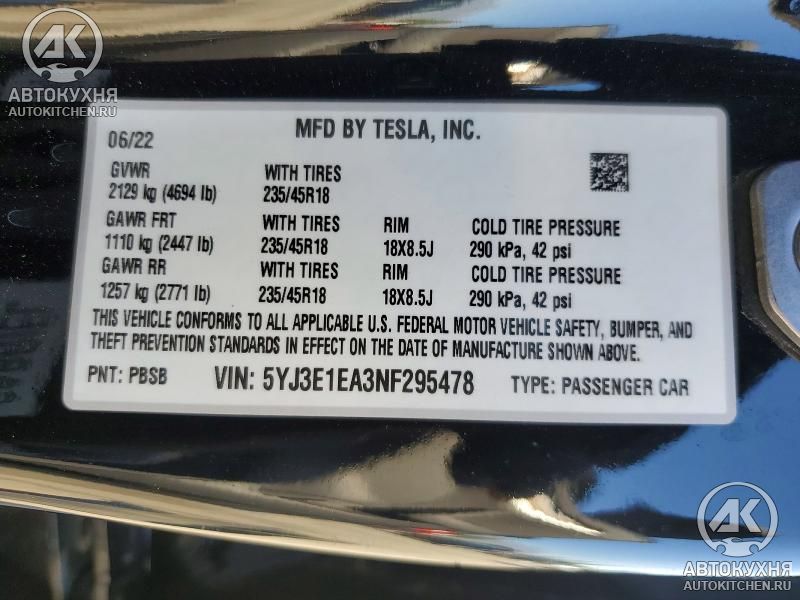 AK
АВТОКУХНЯ
AUTOKITCHEN.RU
06/22
MFD BY TESLA, INC.
GVWR WITH TIRES
2129 kg (4694 lb) 235/45R18
GAWR FRT WITH TIRES RIM COLD TIRE PRESSURE
1110 kg (2447 lb) 235/45R18 18X8.5J 290 kPa, 42 psi
GAWR RR WITH TIRES RIM COLD TIRE PRESSURE
1257 kg (2771 lb) 235/45R18 18X8.5J 290 kPa, 42 psi
THIS VEHICLE CONFORMS TO ALL APPLICABLE U.S. FEDERAL MOTOR VEHICLE SAFETY, BUMPER, AND
THEFT PREVENTION STANDARDS IN EFFECT ON THE DATE OF MANUFACTURE SHOWN ABOVE.
PNT: PBSB VIN: 5YJ3E1EA3NF295478 TYPE: PASSENGER CAR
AK
АВТОКУХНЯ
AUTOKITCHEN.RU